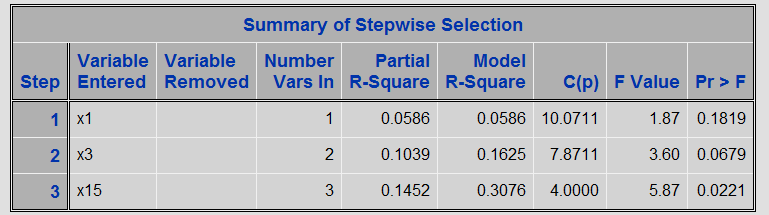 Summary of Stepwise Selection
Step Variable Entered Variable Removed Number Vars In Partial R-Square Model R-Square C(p) F Value Pr > F
1 x1 1 0.0586 0.0586 10.0711 1.87 0.1819
2 x3 2 0.1039 0.1625 7.8711 3.60 0.0679
3 x15 3 0.1452 0.3076 4.0000 5.87 0.0221